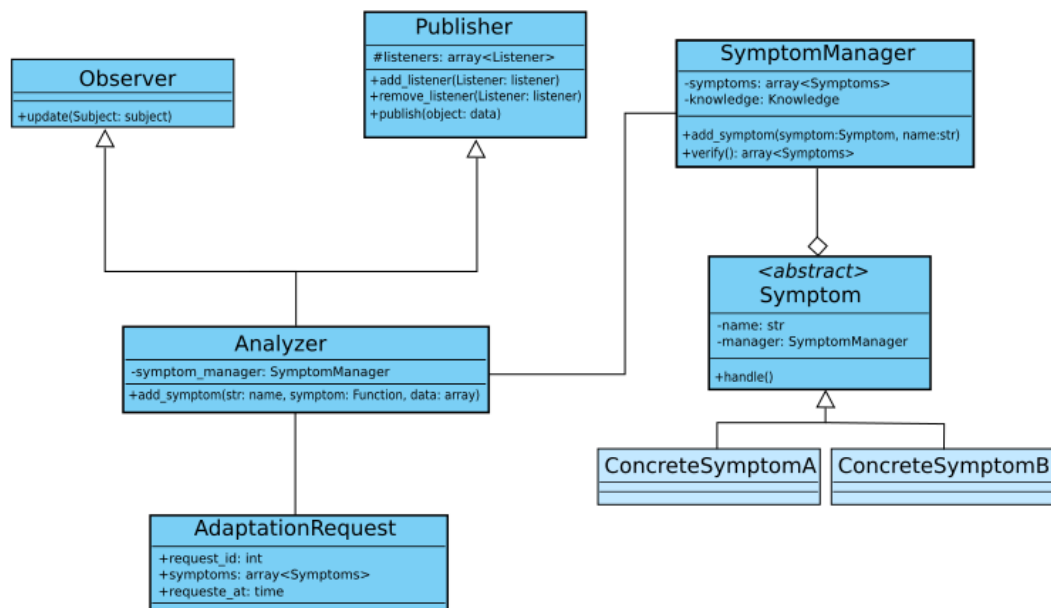 Observer
+update(Subject: subject)
Publisher
#listeners: array<Listener>
+add_listener(Listener: listener)
+remove_listener(Listener: listener)
+publish(object: data)
SymptomManager
-symptoms: array<Symptoms>
-knowledge: Knowledge
+add_symptom(symptom:Symptom, name:str)
+verify(): array<Symptoms>
<abstract>
Symptom
-name: str
-manager: SymptomManager
+handle()
Analyzer
-symptom_manager: SymptomManager
+add_symptom(str: name, symptom: Function, data: array)
ConcreteSymptomA
ConcreteSymptomB
AdaptationRequest
+request_id: int
+symptoms: array<Symptoms>
+requeste_at: time